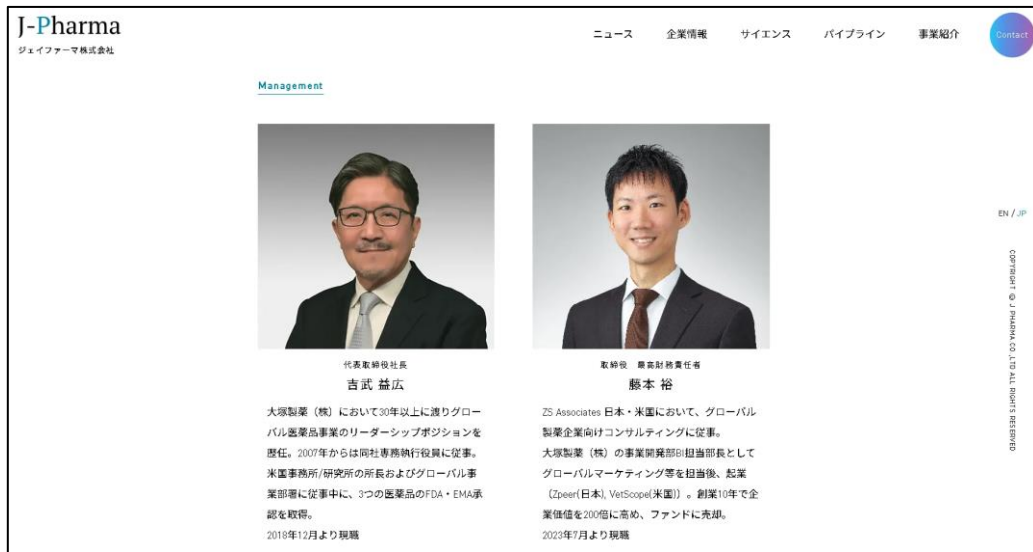 J-Pharma
ジェイファーマ株式会社
ニュース 企業情報 サイエンス パイプライン 事業紹介 Contact
Management
代表取締役社長
吉武 益広
大塚製薬（株）において30年以上に渡りグロー
バル医薬品事業のリーダーシップポジションを
歴任。2007年からは同社専務執行役員に従事。
米国事務所/研究所の所長およびグローバル事
業部署に従事中に、3つの医薬品のFDA・EMA承
認を取得。
2018年12月より現職
取締役 最高財務責任者
藤本 裕
ZS Associates 日本・米国において、グローバル
製薬企業向けコンサルティングに従事。
大塚製薬（株）の事業開発部BI担当部長として
グローバルマーケティング等を担当後、起業
（Zpeer(日本), VetScope(米国)）。創業10年で企
業価値を200倍に高め、ファンドに売却。
2023年7月より現職
EN / JP
COPYRIGHT © J PHARMA CO.,LTD ALL RIGHTS RESERVED